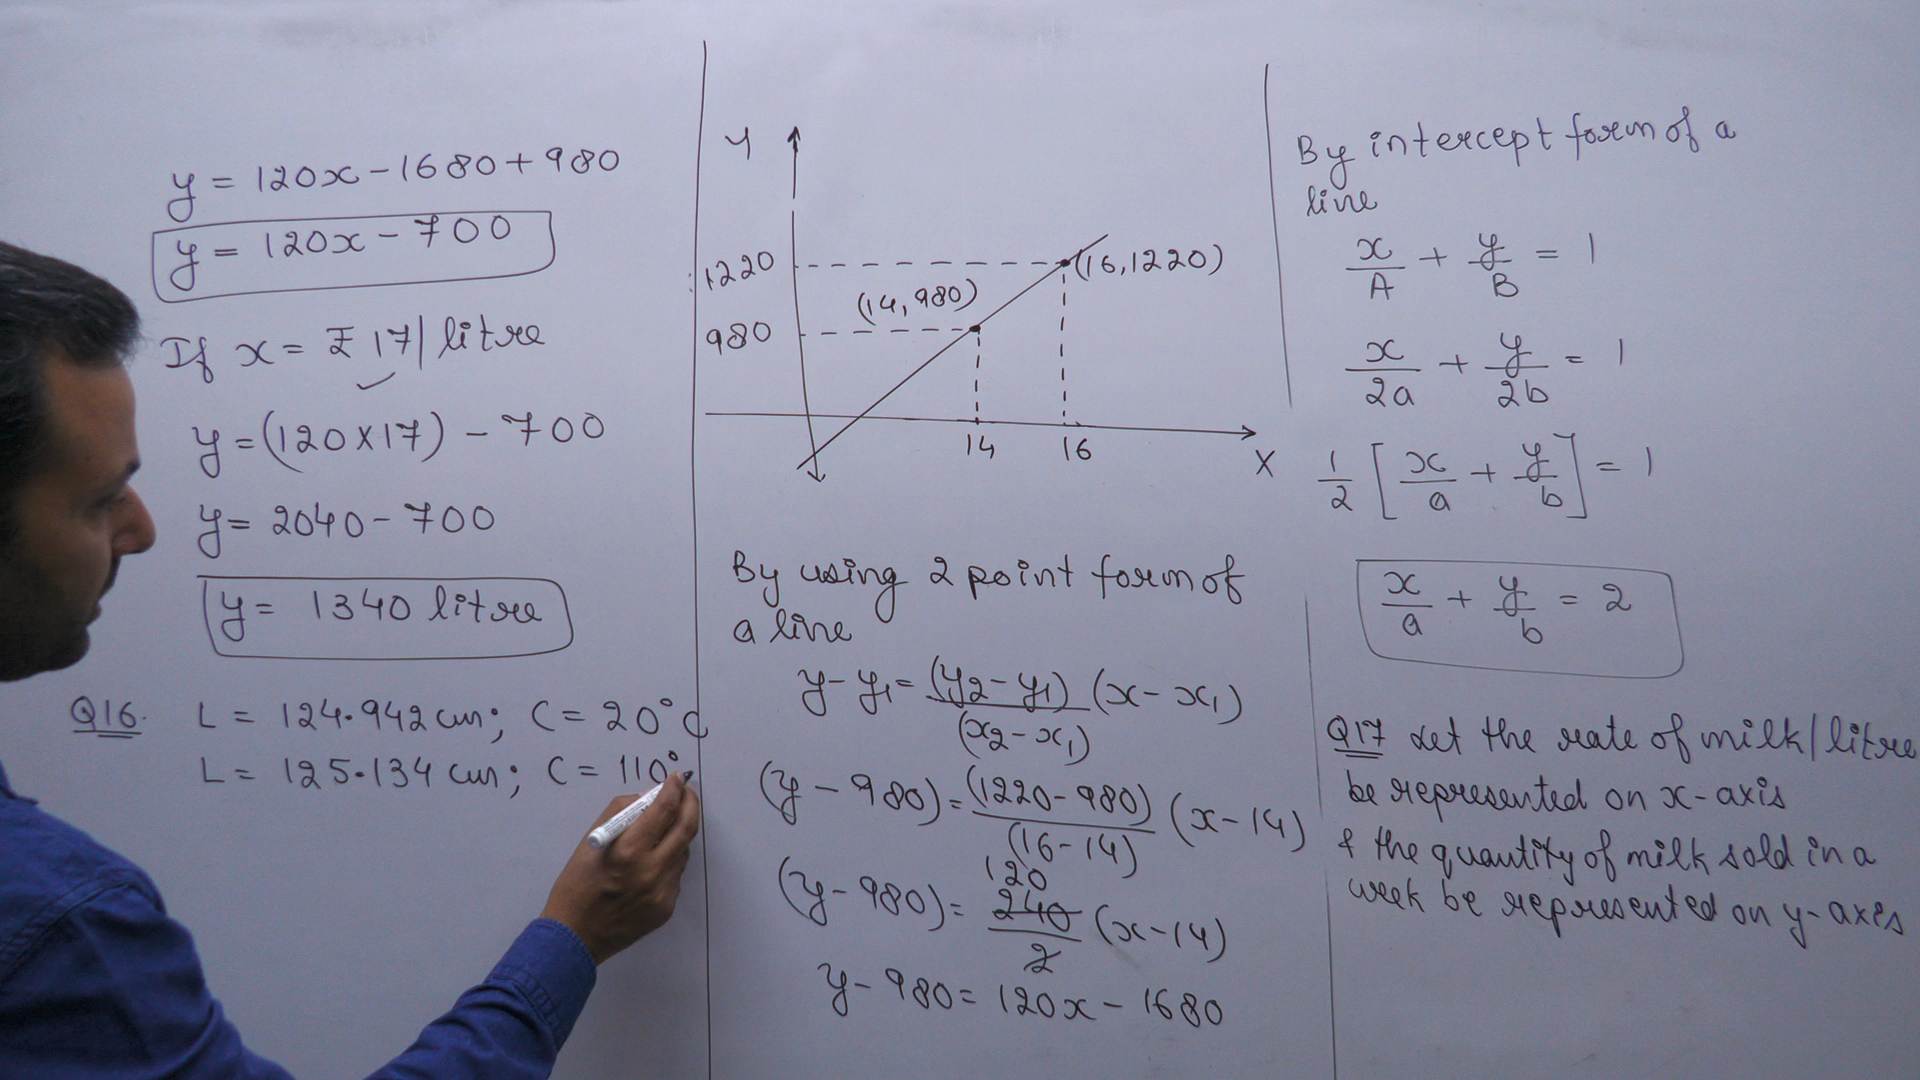 y = 120x - 1680 + 980
y = 120x - 700
If x = ₹ 17/litre
y = (120 x 17) - 700
y = 2040 - 700
y = 1340 litre
Q16. L = 124.942 cm; C = 20°C
L = 125.134 cm; C = 110°
Y
1220
(16,1220)
(14,980)
980
14
16
X
By using 2 point form of
a line
y - y₁ = (y₂ - y₁)/(x₂ - x₁) (x - x₁)
(y - 980) = (1220 - 980)/(16 - 14) (x - 14)
120
(y - 980) = 240/2 (x - 14)
y - 980 = 120x - 1680
By intercept form of a
line
x/A + y/B = 1
x/2a + y/2b = 1
1/2 [x/a + y/b] = 1
x/a + y/b = 2
Q17 Let the rate of milk/litre
be represented on x-axis
& the quantity of milk sold in a
week be represented on y-axis